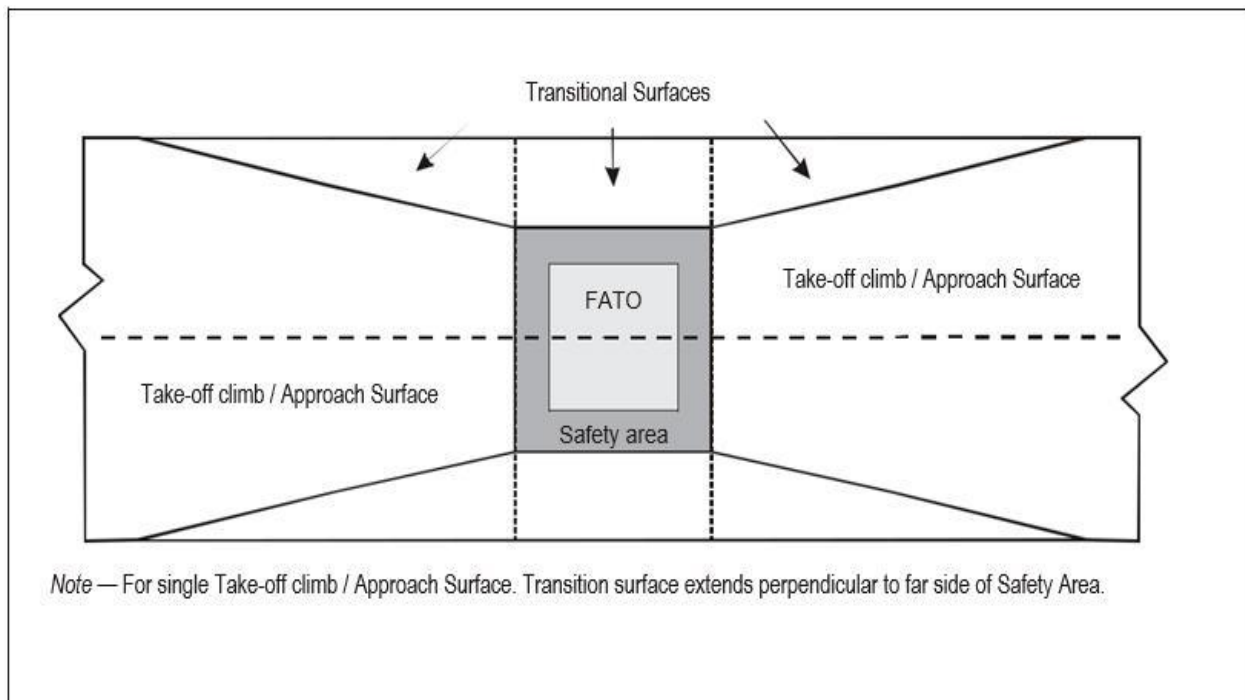 Transitional Surfaces
Take-off climb / Approach Surface
FATO
Take-off climb / Approach Surface
Safety area
Note — For single Take-off climb / Approach Surface. Transition surface extends perpendicular to far side of Safety Area.